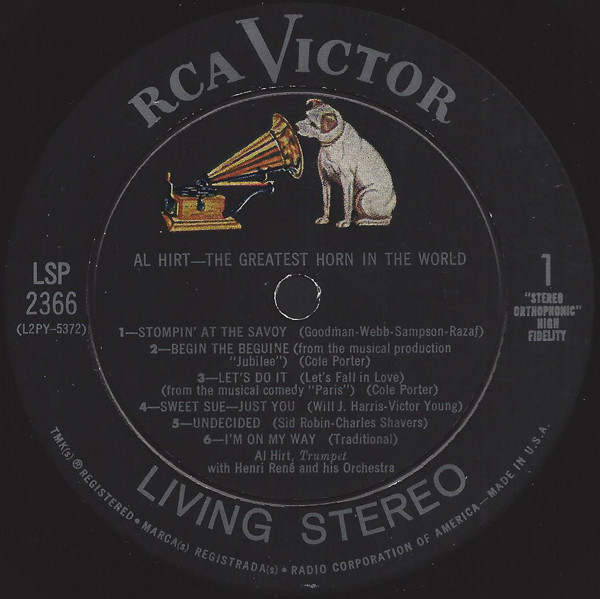 RCA VICTOR
AL HIRT—THE GREATEST HORN IN THE WORLD
LSP
2366
(L2PY-5372)
1
"STEREO
ORTHOPHONIC"
HIGH
FIDELITY
1—STOMPIN' AT THE SAVOY (Goodman-Webb-Sampson-Razaf)
2—BEGIN THE BEGUINE (from the musical production
"Jubilee") (Cole Porter)
3—LET'S DO IT (Let's Fall in Love)
(from the musical comedy "Paris") (Cole Porter)
4—SWEET SUE—JUST YOU (Will J. Harris-Victor Young)
5—UNDECIDED (Sid Robin-Charles Shavers)
6—I'M ON MY WAY (Traditional)
Al Hirt, Trumpet
with Henri René and his Orchestra
LIVING STEREO
TMK(s) ® REGISTERED • MARCA(s) REGISTRADA(s) • RADIO CORPORATION OF AMERICA—MADE IN U.S.A.